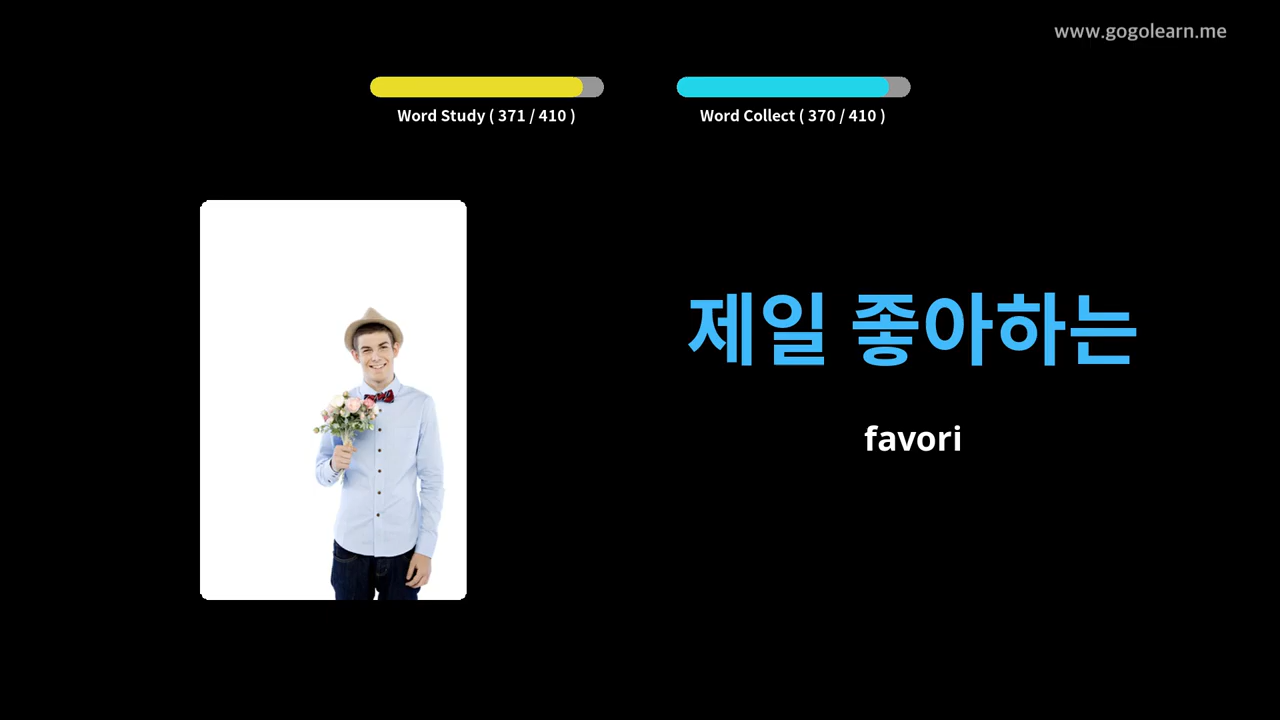 www.gogolearn.me
Word Study ( 371 / 410 )
Word Collect ( 370 / 410 )
제일 좋아하는
favori